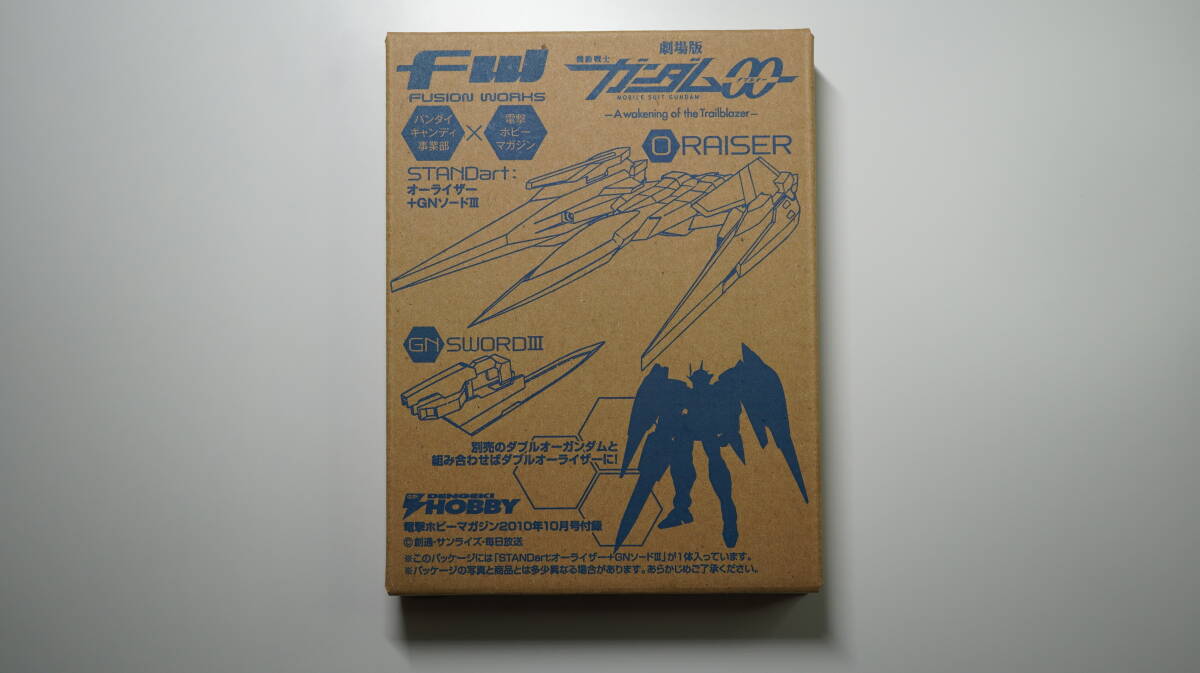 FW
FUSION WORKS
劇場版
機動戦士
ガンダム00
ダブルオー
MOBILE SUIT GUNDAM
–Awakening of the Trailblazer–
バンダイ
キャンディ
事業部
×
電撃
ホビー
マガジン
O RAISER
STANDart:
オーライザー
+GNソードⅢ
GN SWORDⅢ
別売のダブルオーガンダムと
組み合わせばダブルオーライザーに!
DENGEKI
HOBBY
電撃ホビーマガジン2010年10月号付録
©創通・サンライズ・毎日放送
※このパッケージには「STANDart:オーライザー+GNソードⅢ」が1体入っています。
※パッケージの写真と商品とは多少異なる場合があります。あらかじめご了承ください。